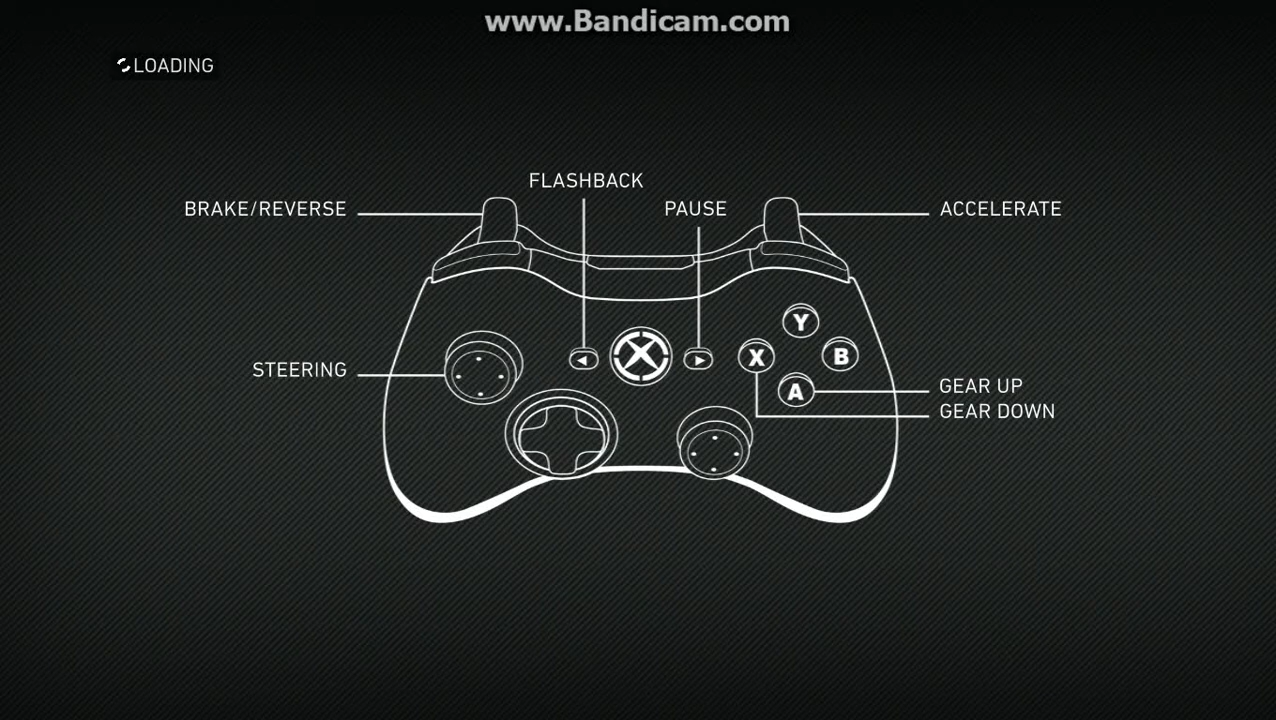 www.Bandicam.com
LOADING
FLASHBACK
BRAKE/REVERSE
PAUSE
ACCELERATE
Y
X
B
STEERING
A
GEAR UP
GEAR DOWN